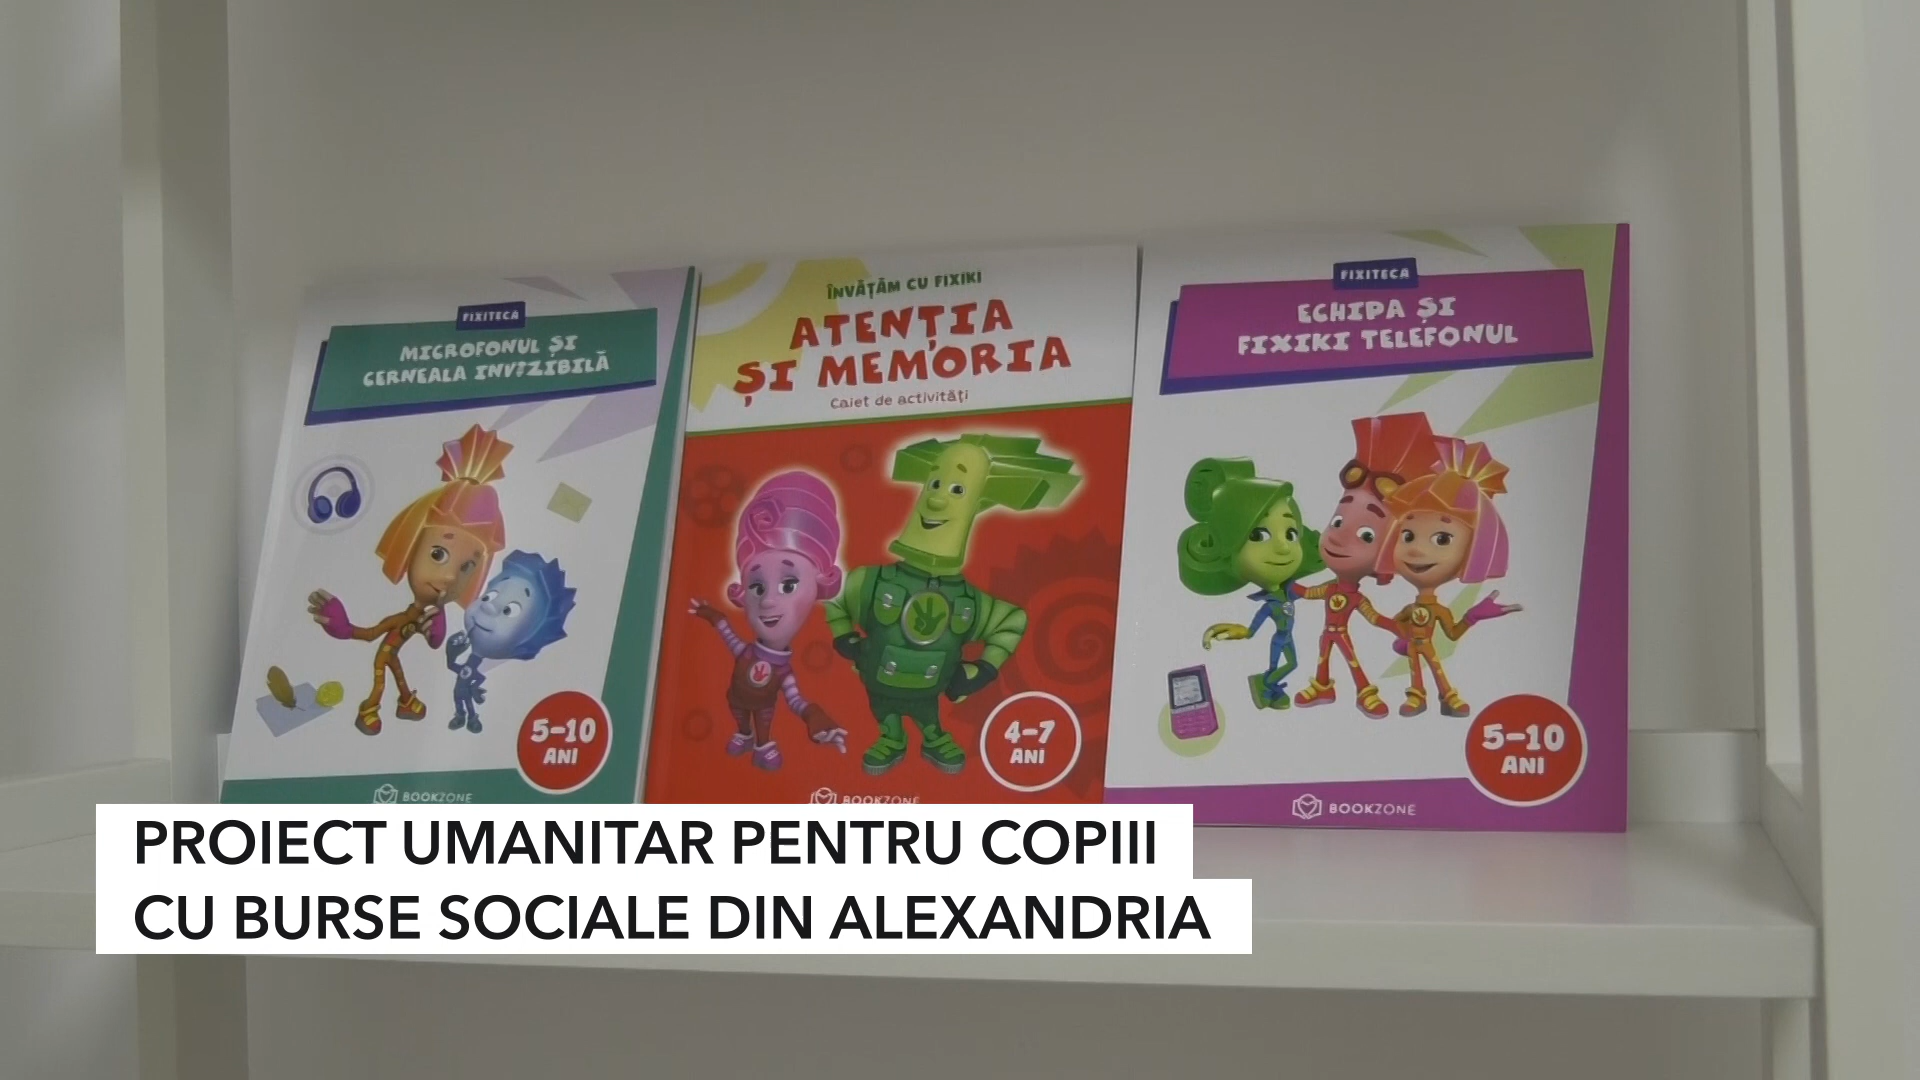 FIXITECA
MICROFONUL ȘI
CERNEALA INVIZIBILĂ
5-10
ANI
BOOKZONE
ÎNVĂȚĂM CU FIXIKI
ATENȚIA
ȘI MEMORIA
Caiet de activități
4-7
ANI
BOOKZONE
FIXITECA
ECHIPA ȘI
FIXIKI TELEFONUL
5-10
ANI
BOOKZONE
PROIECT UMANITAR PENTRU COPIII
CU BURSE SOCIALE DIN ALEXANDRIA